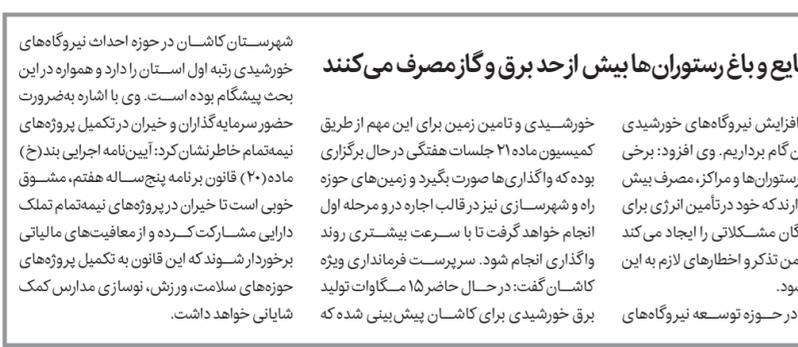 ایع و باغ رستوران‌ها بیش از حد برق و گاز مصرف می‌کنند
افزایش نیروگاه‌های خورشیدی
ن گام برداریم. وی افزود: برخی
رستوران‌ها و مراکز، مصرف بیش
ارند که خود در تأمین انرژی برای
گان مشکلاتی را ایجاد می‌کند
من تذکر و اخطارهای لازم به این
ود.
در حوزه توسعه نیروگاه‌های
خورشیدی و تامین زمین برای این مهم از طریق
کمیسیون ماده ۲۱ جلسات هفتگی در حال برگزاری
بوده که واگذاری‌ها صورت بگیرد و زمین‌های حوزه
راه و شهرسازی نیز در قالب اجاره در و مرحله اول
انجام خواهد گرفت تا با سرعت بیشتری روند
واگذاری انجام شود. سرپرست فرمانداری ویژه
کاشان گفت: در حال حاضر ۱۵ مگاوات تولید
برق خورشیدی برای کاشان پیش‌بینی شده که
شهرستان کاشان در حوزه احداث نیروگاه‌های
خورشیدی رتبه اول استان را دارد و همواره در این
بحث پیشگام بوده است. وی با اشاره به‌ضرورت
حضور سرمایه‌گذاران و خیران در تکمیل پروژه‌های
نیمه‌تمام خاطرنشان کرد: آیین‌نامه اجرایی بند(خ)
ماده(۲۰) قانون برنامه پنج‌ساله هفتم، مشوق
خوبی است تا خیران در پروژه‌های نیمه‌تمام تملک
دارایی مشارکت کرده و از معافیت‌های مالیاتی
برخوردار شوند که این قانون به تکمیل پروژه‌های
حوزه‌های سلامت، ورزش، نوسازی مدارس کمک
شایانی خواهد داشت.